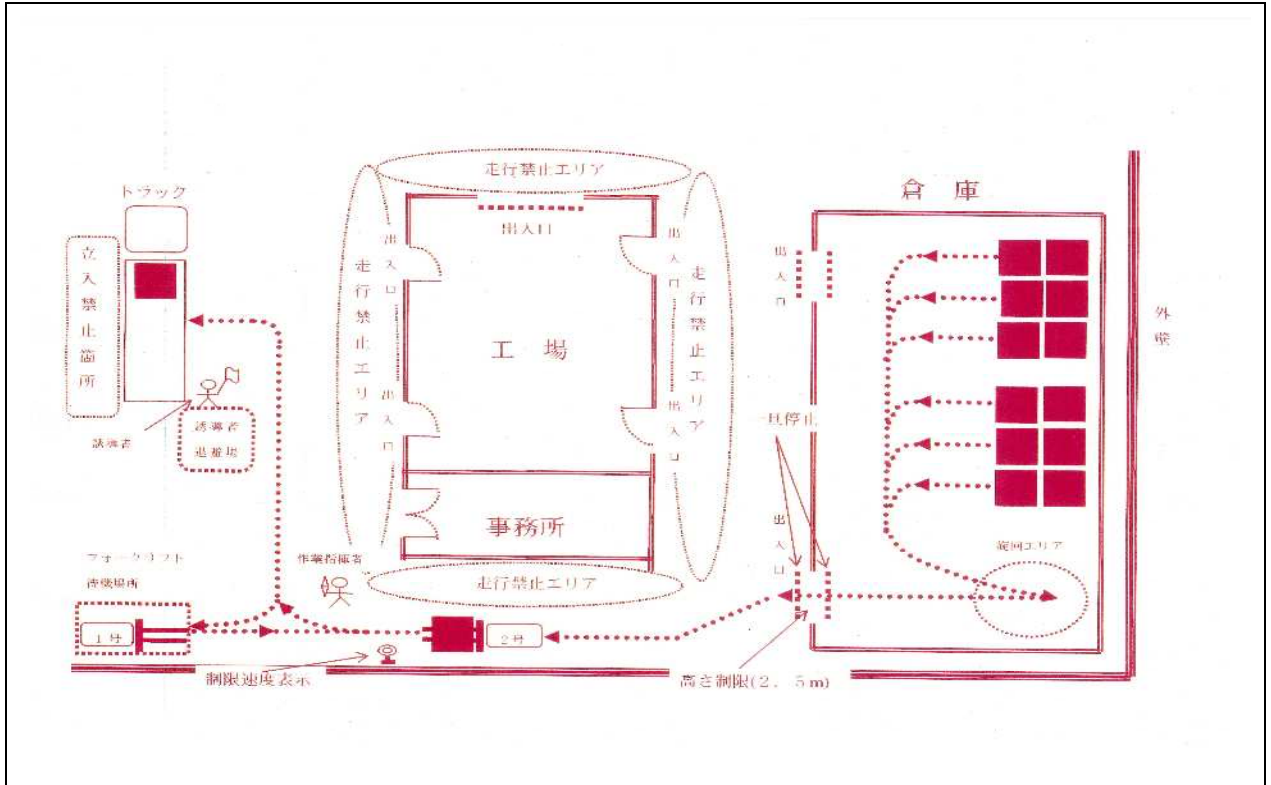 トラック
立入禁止箇所
誘導者
誘導者
退避場
フォークリフト
待機場所
1号
走行禁止エリア
走行禁止エリア
出入口
出入口
出入口
工場
出入口
出入口
走行禁止エリア
事務所
作業指揮者
走行禁止エリア
2号
制限速度表示
倉庫
出入口
一旦停止
出入口
旋回エリア
高さ制限(2.5m)
外壁